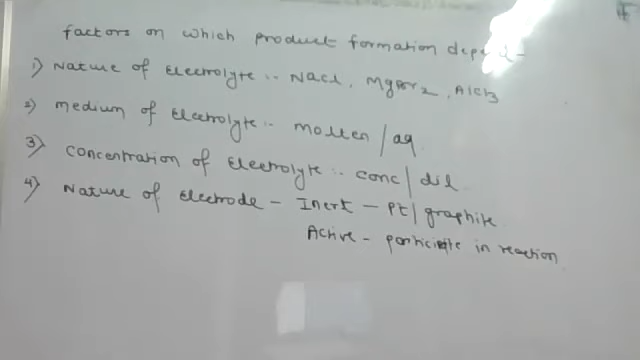 factors on which product formation depend -
1) Nature of Electrolyte :- NaCl, MgBr2, AlCl3
2) medium of Electrolyte :- molten/aq
3) Concentration of Electrolyte :- conc/dil
4) Nature of Electrode - Inert - Pt/graphite
Active - participate in reaction